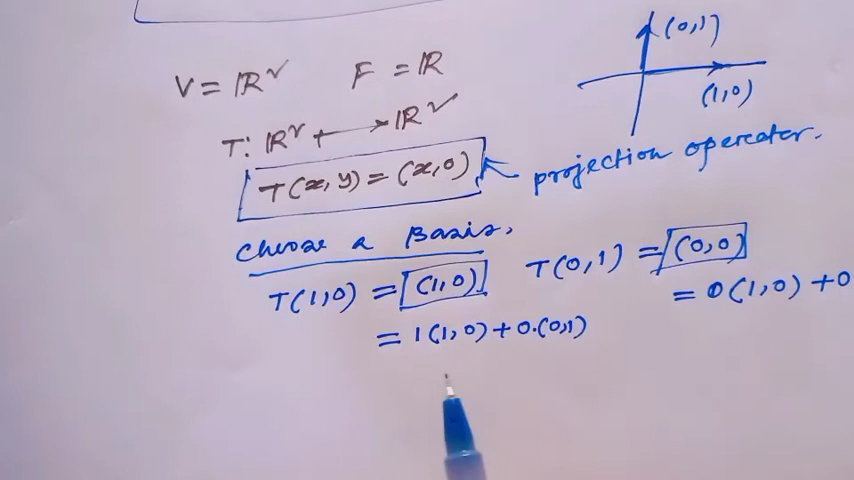 V = ℝ² F = ℝ
(0,1)
(1,0)
T: ℝ² ↦ ℝ²
T(x, y) = (x, 0)
projection operator.
Choose a Basis.
T(1,0) = (1,0) T(0,1) = (0,0)
= 1(1,0) + 0.(0,1) = 0(1,0) + 0